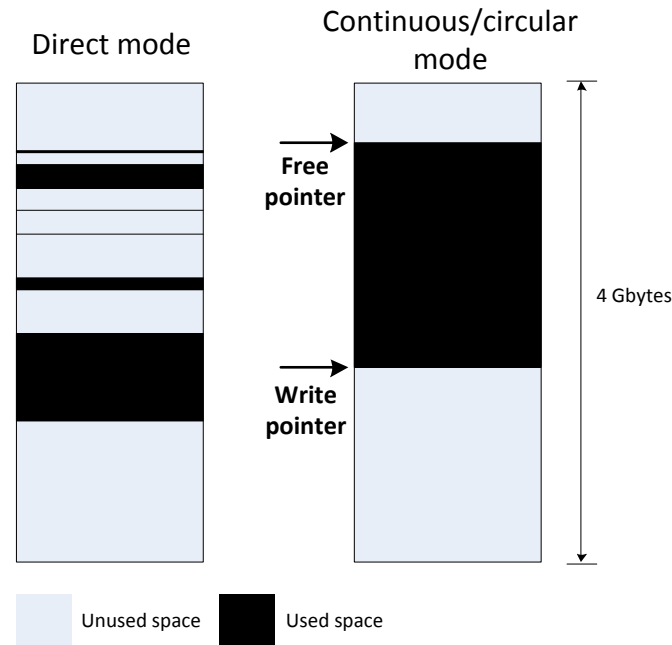 Direct mode
Continuous/circular
mode
Free
pointer
4 Gbytes
Write
pointer
Unused space
Used space